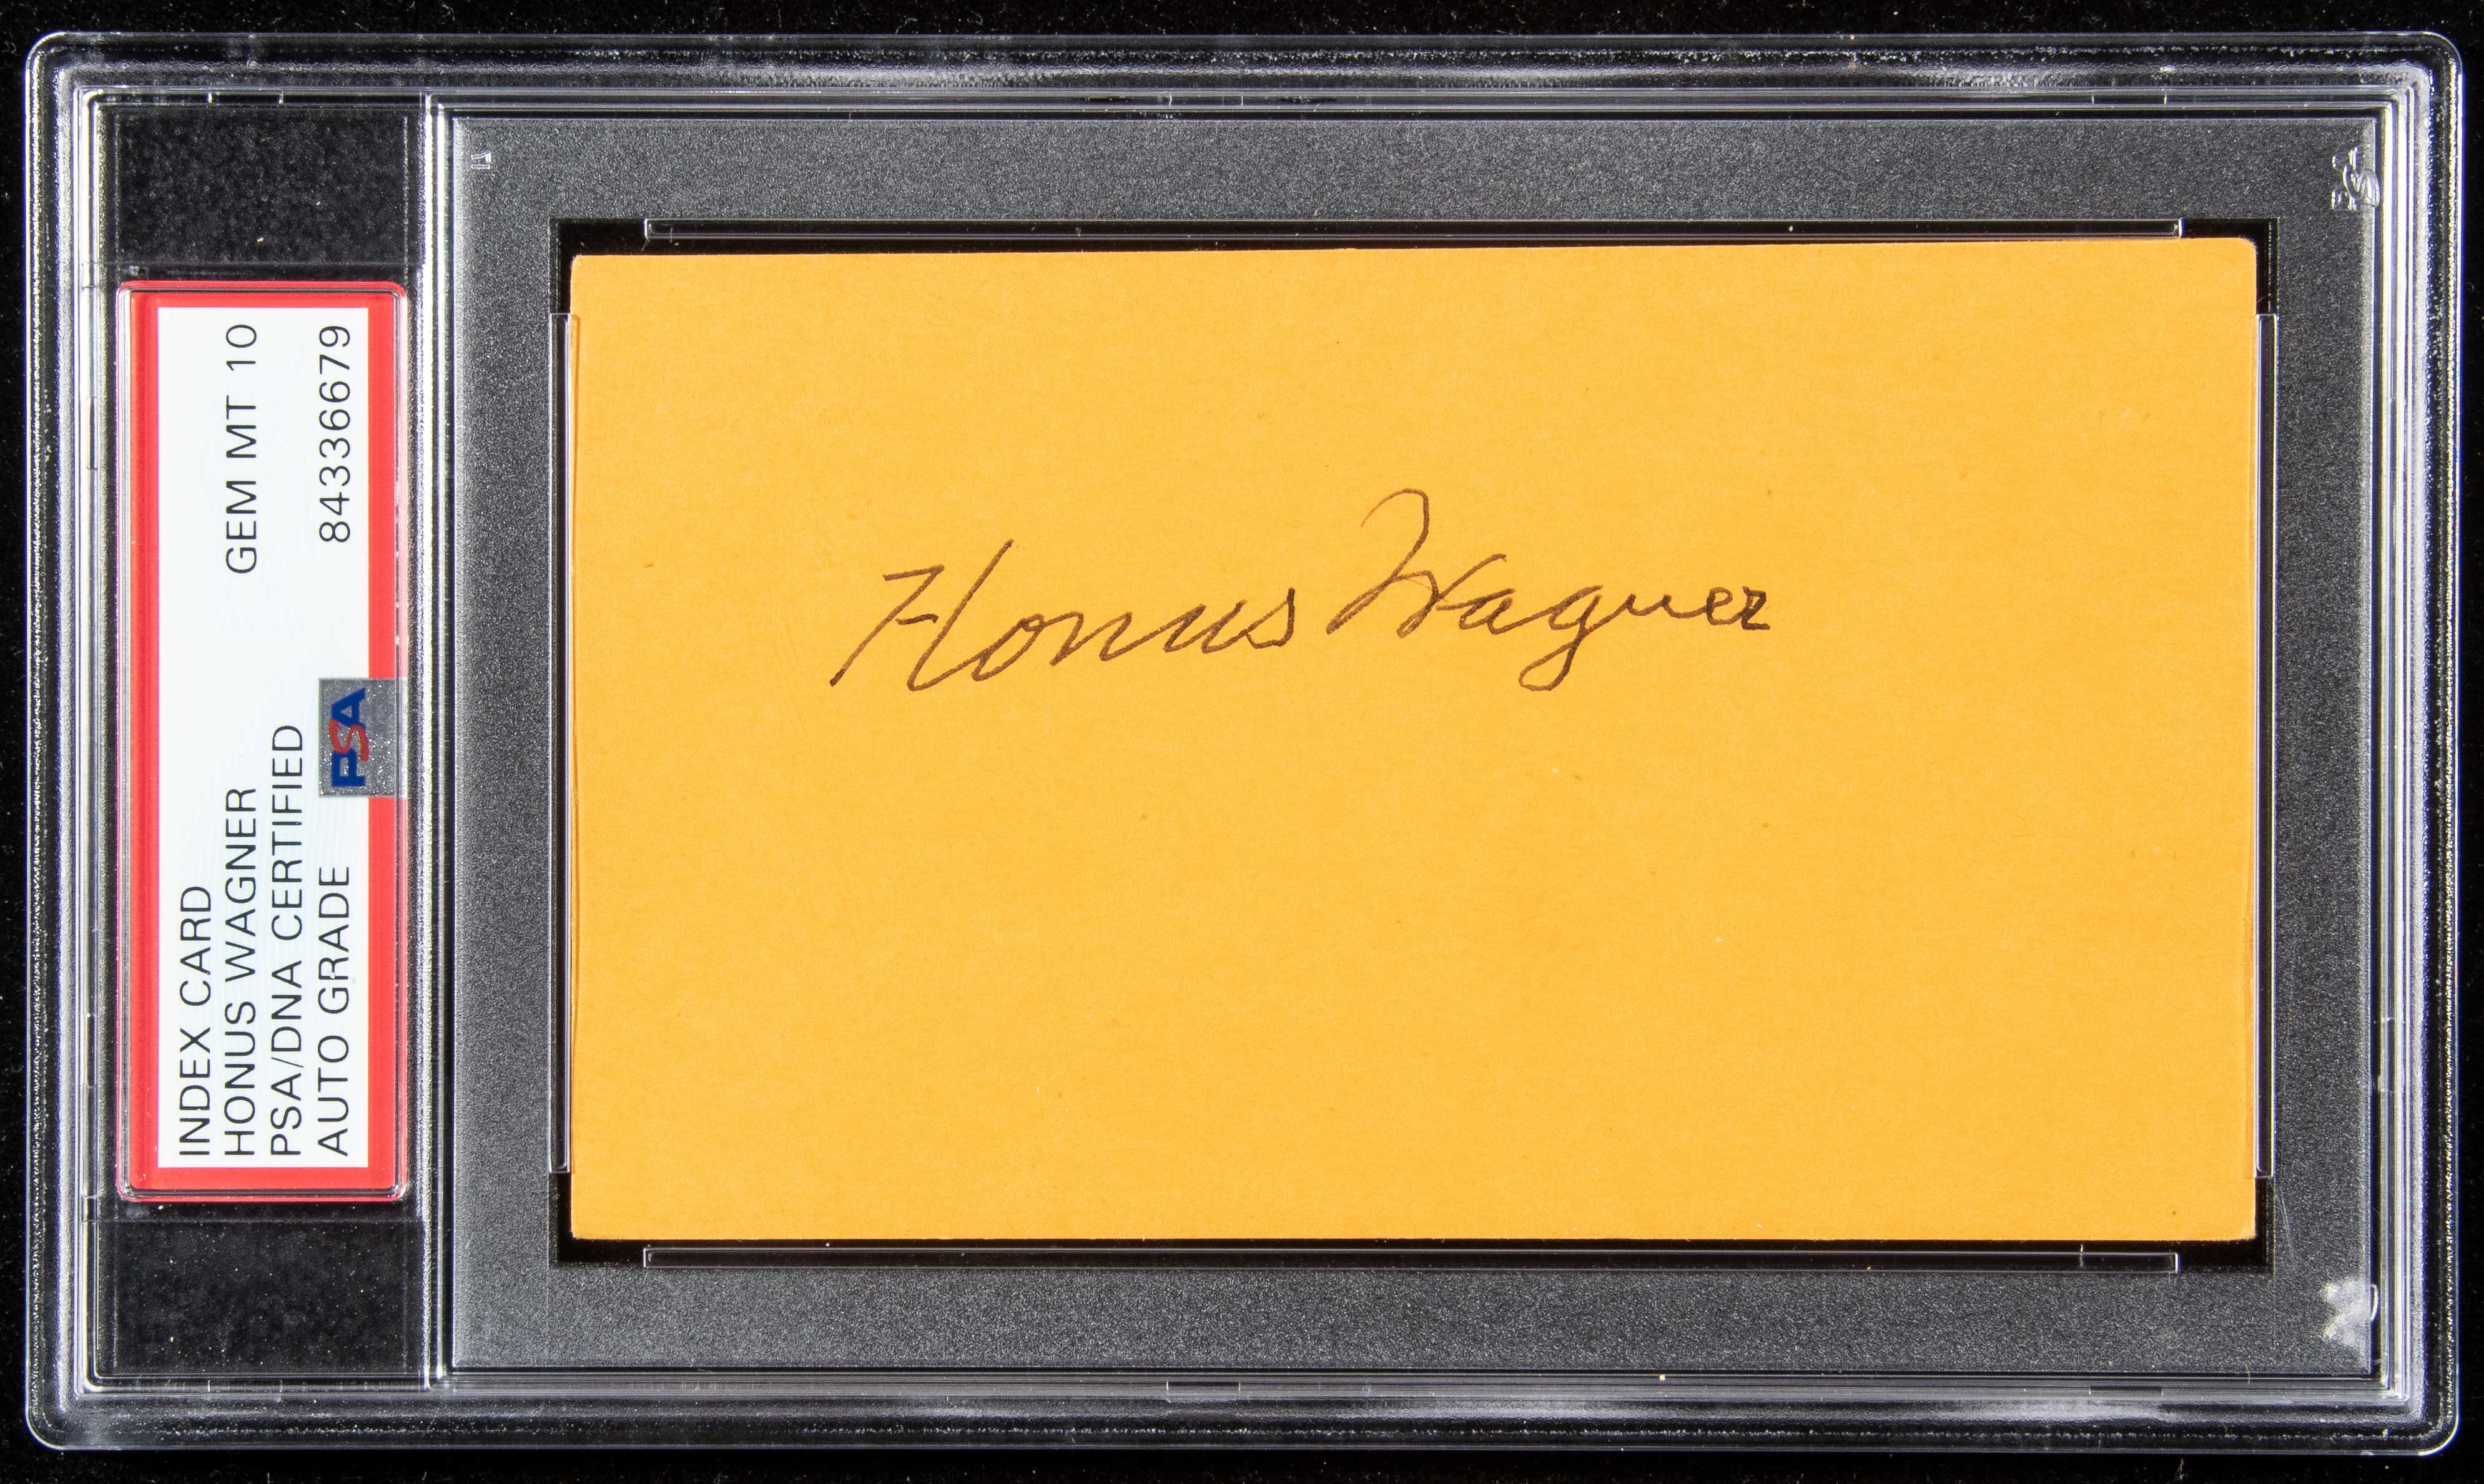 INDEX CARD
HONUS WAGNER GEM MT 10
PSA/DNA CERTIFIED
AUTO GRADE PSA 84336679
Honus Wagner